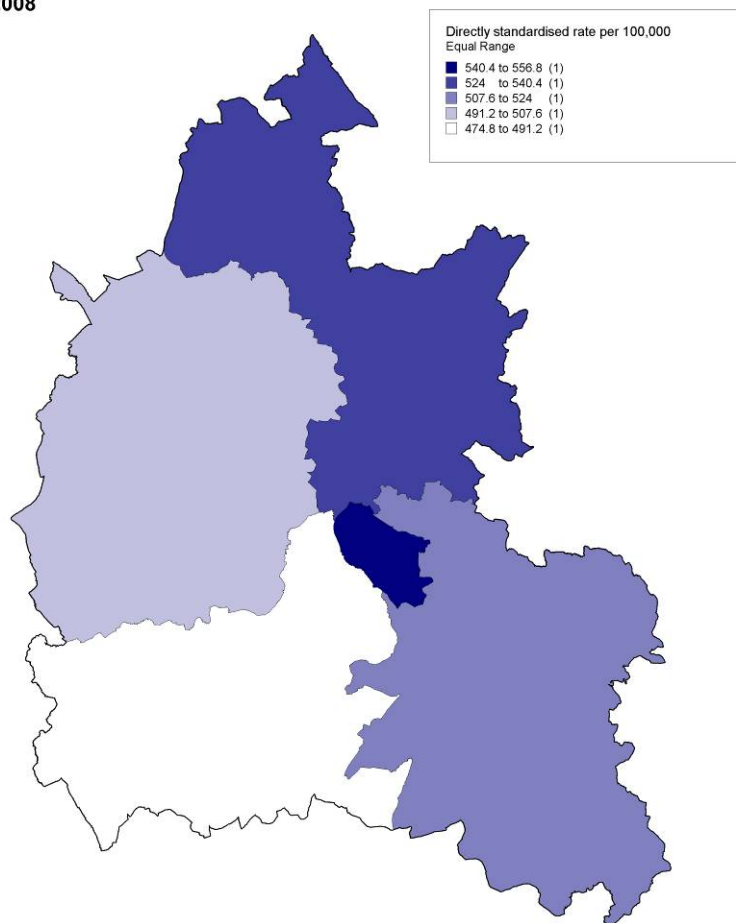 2008
Directly standardised rate per 100,000
Equal Range
540.4 to 556.8 (1)
524 to 540.4 (1)
507.6 to 524 (1)
491.2 to 507.6 (1)
474.8 to 491.2 (1)